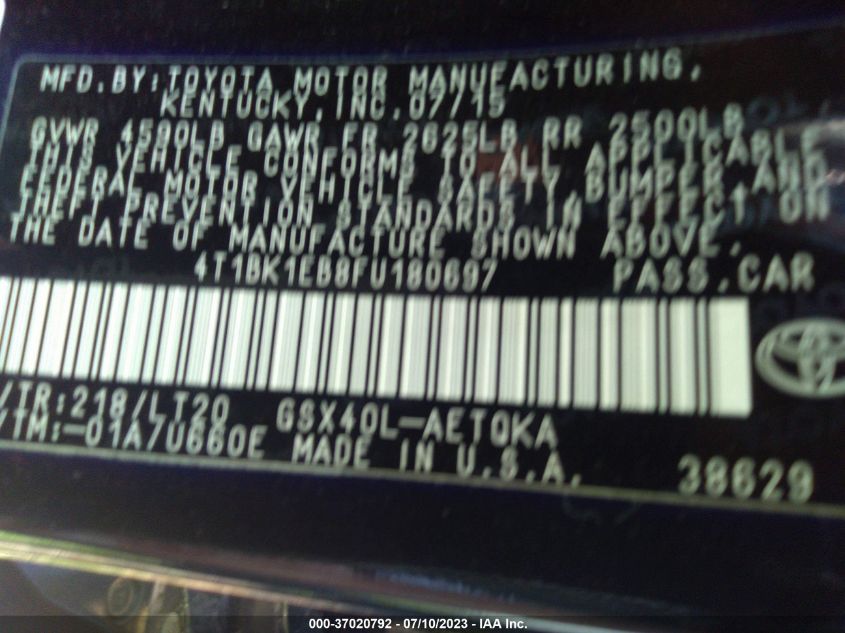 MFD.BY:TOYOTA MOTOR MANUFACTURING,
KENTUCKY,INC.07/15
GVWR 4590LB GAWR FR 2625LB RR 2500LB
THIS VEHICLE CONFORMS TO ALL APPLICABLE
FEDERAL MOTOR VEHICLE SAFETY,BUMPER,AND
THEFT PREVENTION STANDARDS IN EFFECT ON
THE DATE OF MANUFACTURE SHOWN ABOVE.
4T1BK1EB8FU180697 PASS.CAR
/TR:218/LT20 GSX40L-AETQKA
/TM:-01A/U660E MADE IN U.S.A.
38629
000-37020792 - 07/10/2023 - © IAA Inc.